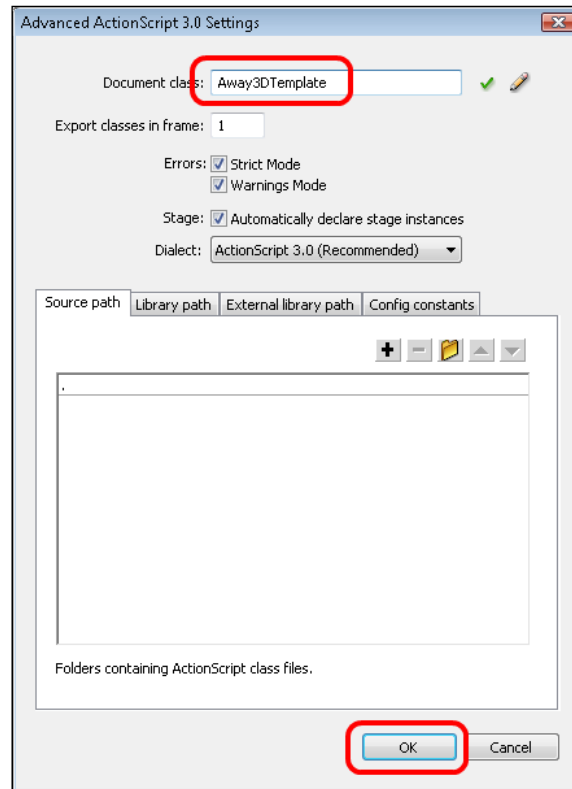 Advanced ActionScript 3.0 Settings
Document class: Away3DTemplate
Export classes in frame: 1
Errors: Strict Mode
Warnings Mode
Stage: Automatically declare stage instances
Dialect: ActionScript 3.0 (Recommended)
Source path Library path External library path Config constants
.
Folders containing ActionScript class files.
OK Cancel